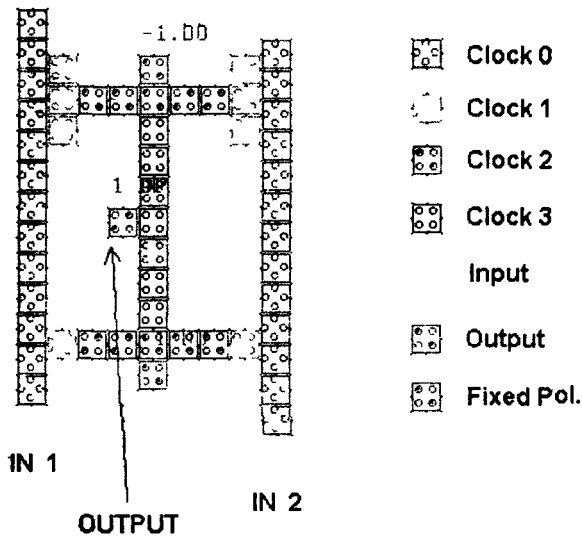 -1.00
Clock 0
Clock 1
Clock 2
1
Clock 3
Input
Output
Fixed Pol.
IN 1
IN 2
OUTPUT